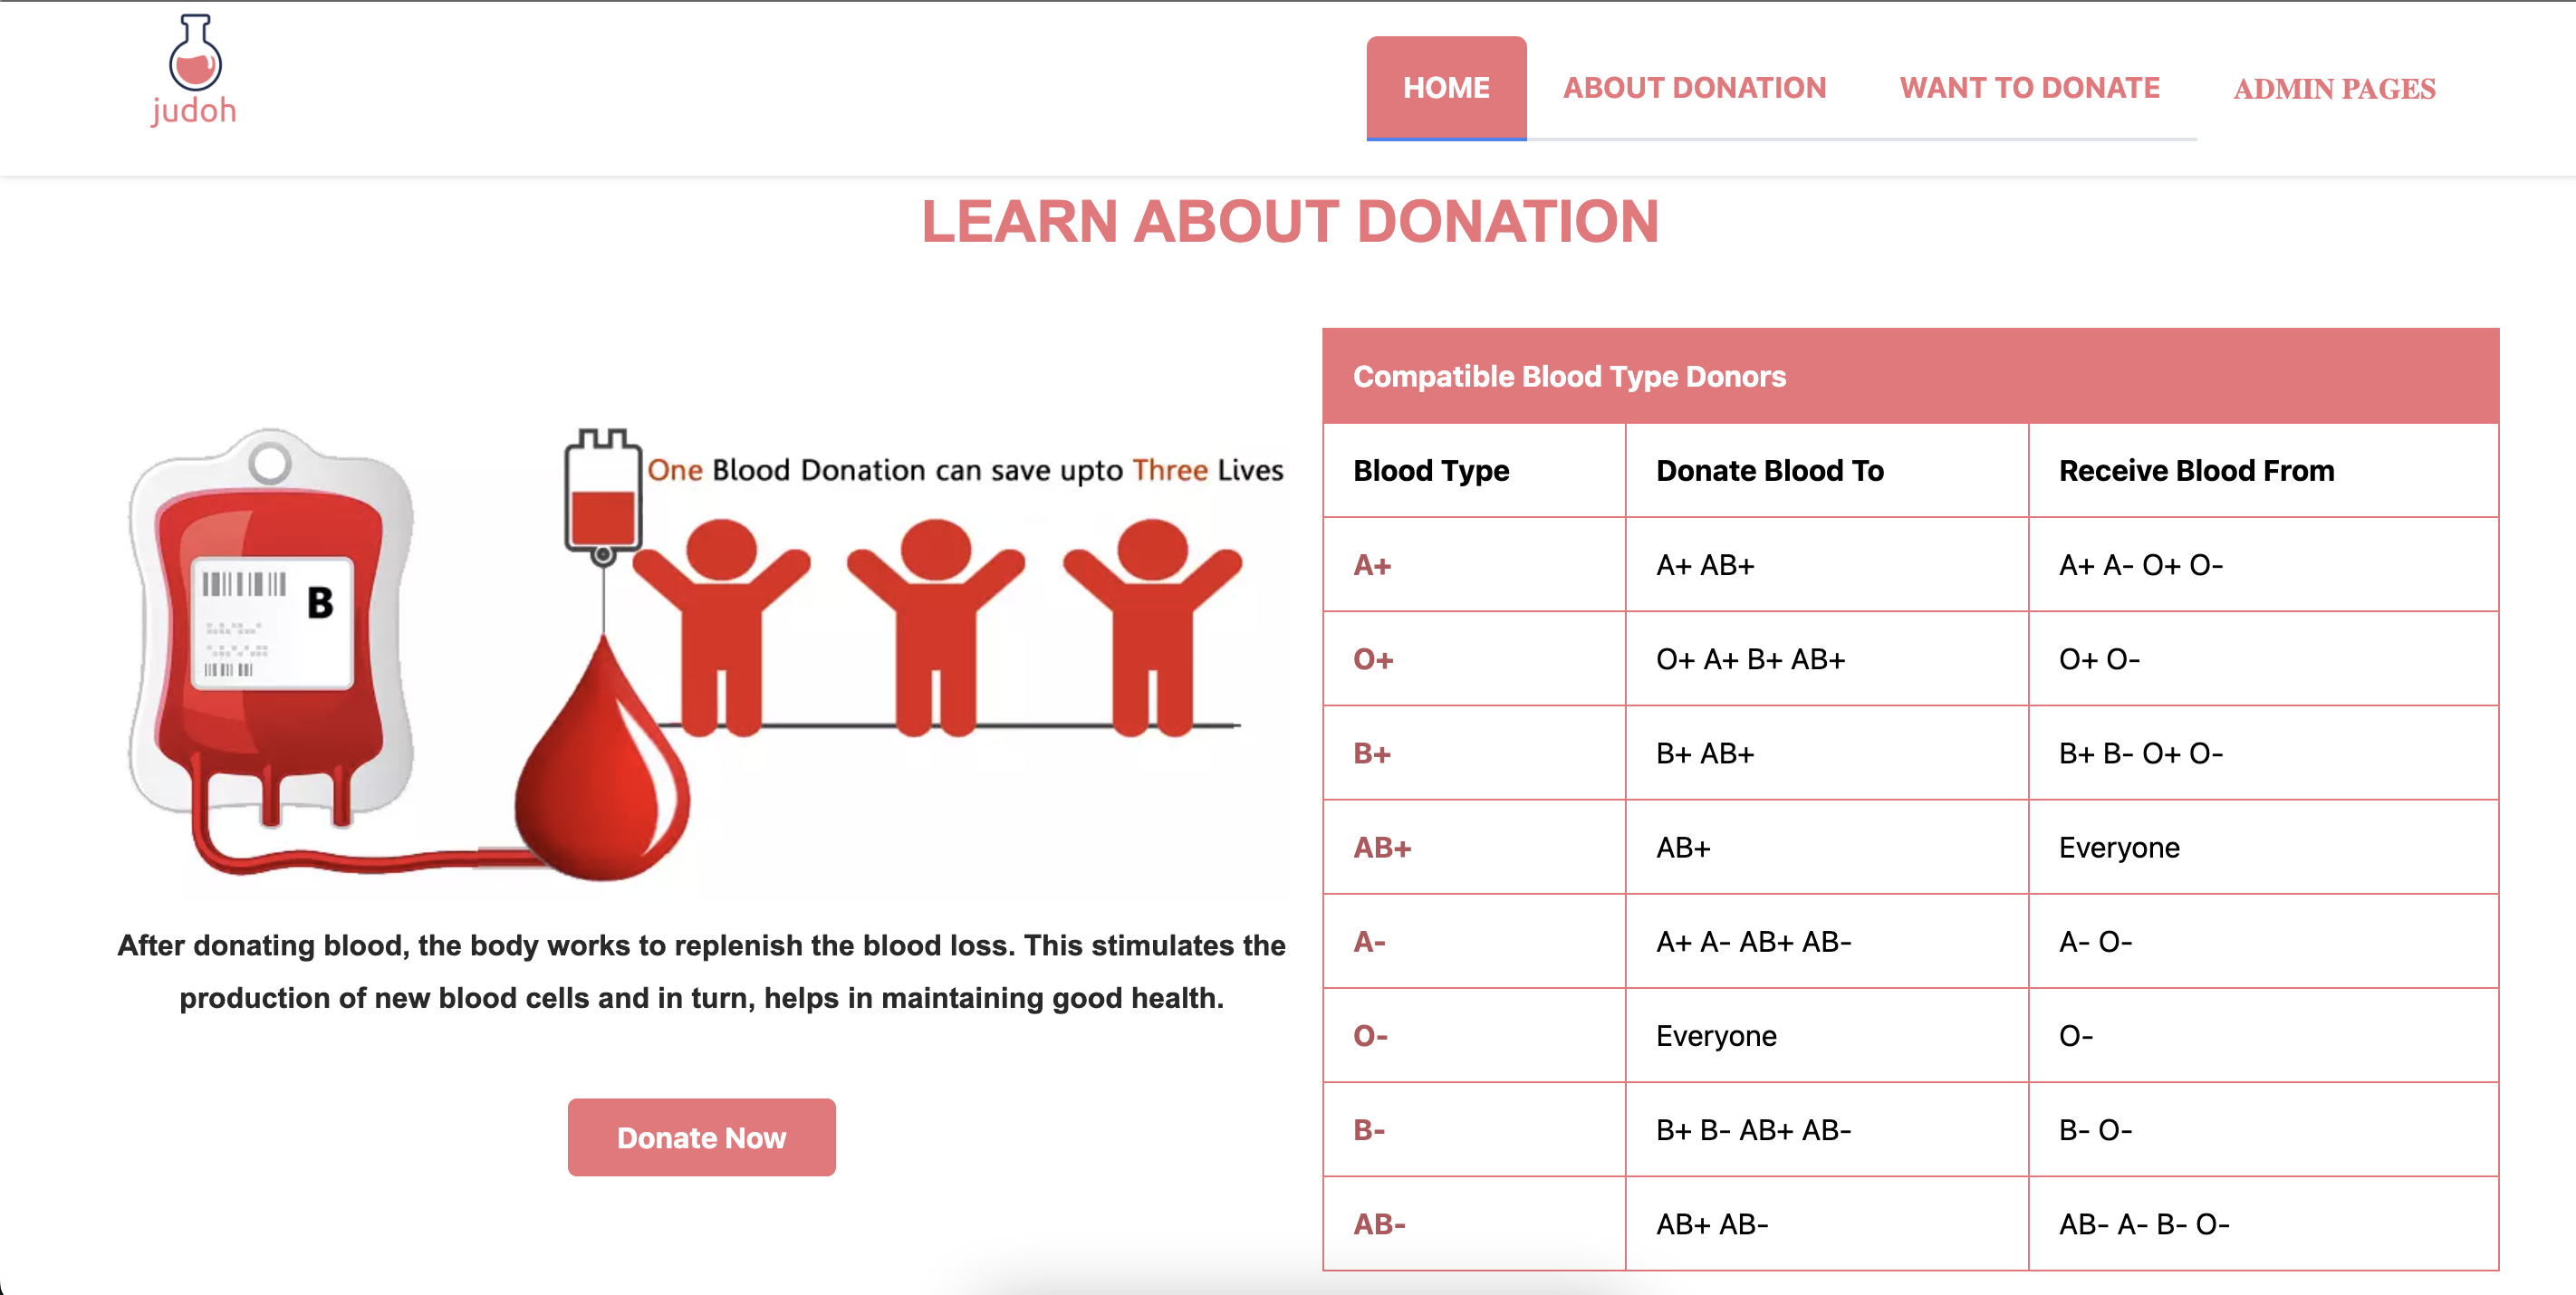 judoh
HOME ABOUT DONATION WANT TO DONATE ADMIN PAGES
LEARN ABOUT DONATION
B
One Blood Donation can save upto Three Lives
After donating blood, the body works to replenish the blood loss. This stimulates the
production of new blood cells and in turn, helps in maintaining good health.
Donate Now
Compatible Blood Type Donors
Blood Type Donate Blood To Receive Blood From
A+ A+ AB+ A+ A- O+ O-
O+ O+ A+ B+ AB+ O+ O-
B+ B+ AB+ B+ B- O+ O-
AB+ AB+ Everyone
A- A+ A- AB+ AB- A- O-
O- Everyone O-
B- B+ B- AB+ AB- B- O-
AB- AB+ AB- AB- A- B- O-